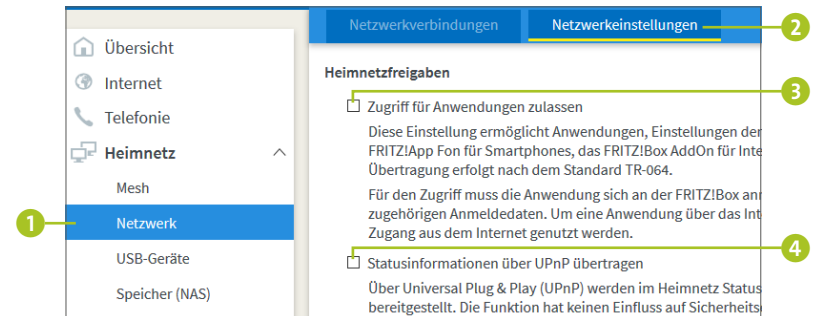 Netzwerkverbindungen
Netzwerkeinstellungen
2
Übersicht
Internet
Telefonie
Heimnetz
Mesh
1
Netzwerk
USB-Geräte
Speicher (NAS)
Heimnetzfreigaben
3
Zugriff für Anwendungen zulassen
Diese Einstellung ermöglicht Anwendungen, Einstellungen der
FRITZ!App Fon für Smartphones, das FRITZ!Box AddOn für Inte
Übertragung erfolgt nach dem Standard TR-064.
Für den Zugriff muss die Anwendung sich an der FRITZ!Box an
zugehörigen Anmeldedaten. Um eine Anwendung über das Int
Zugang aus dem Internet genutzt werden.
4
Statusinformationen über UPnP übertragen
Über Universal Plug & Play (UPnP) werden im Heimnetz Status
bereitgestellt. Die Funktion hat keinen Einfluss auf Sicherheits